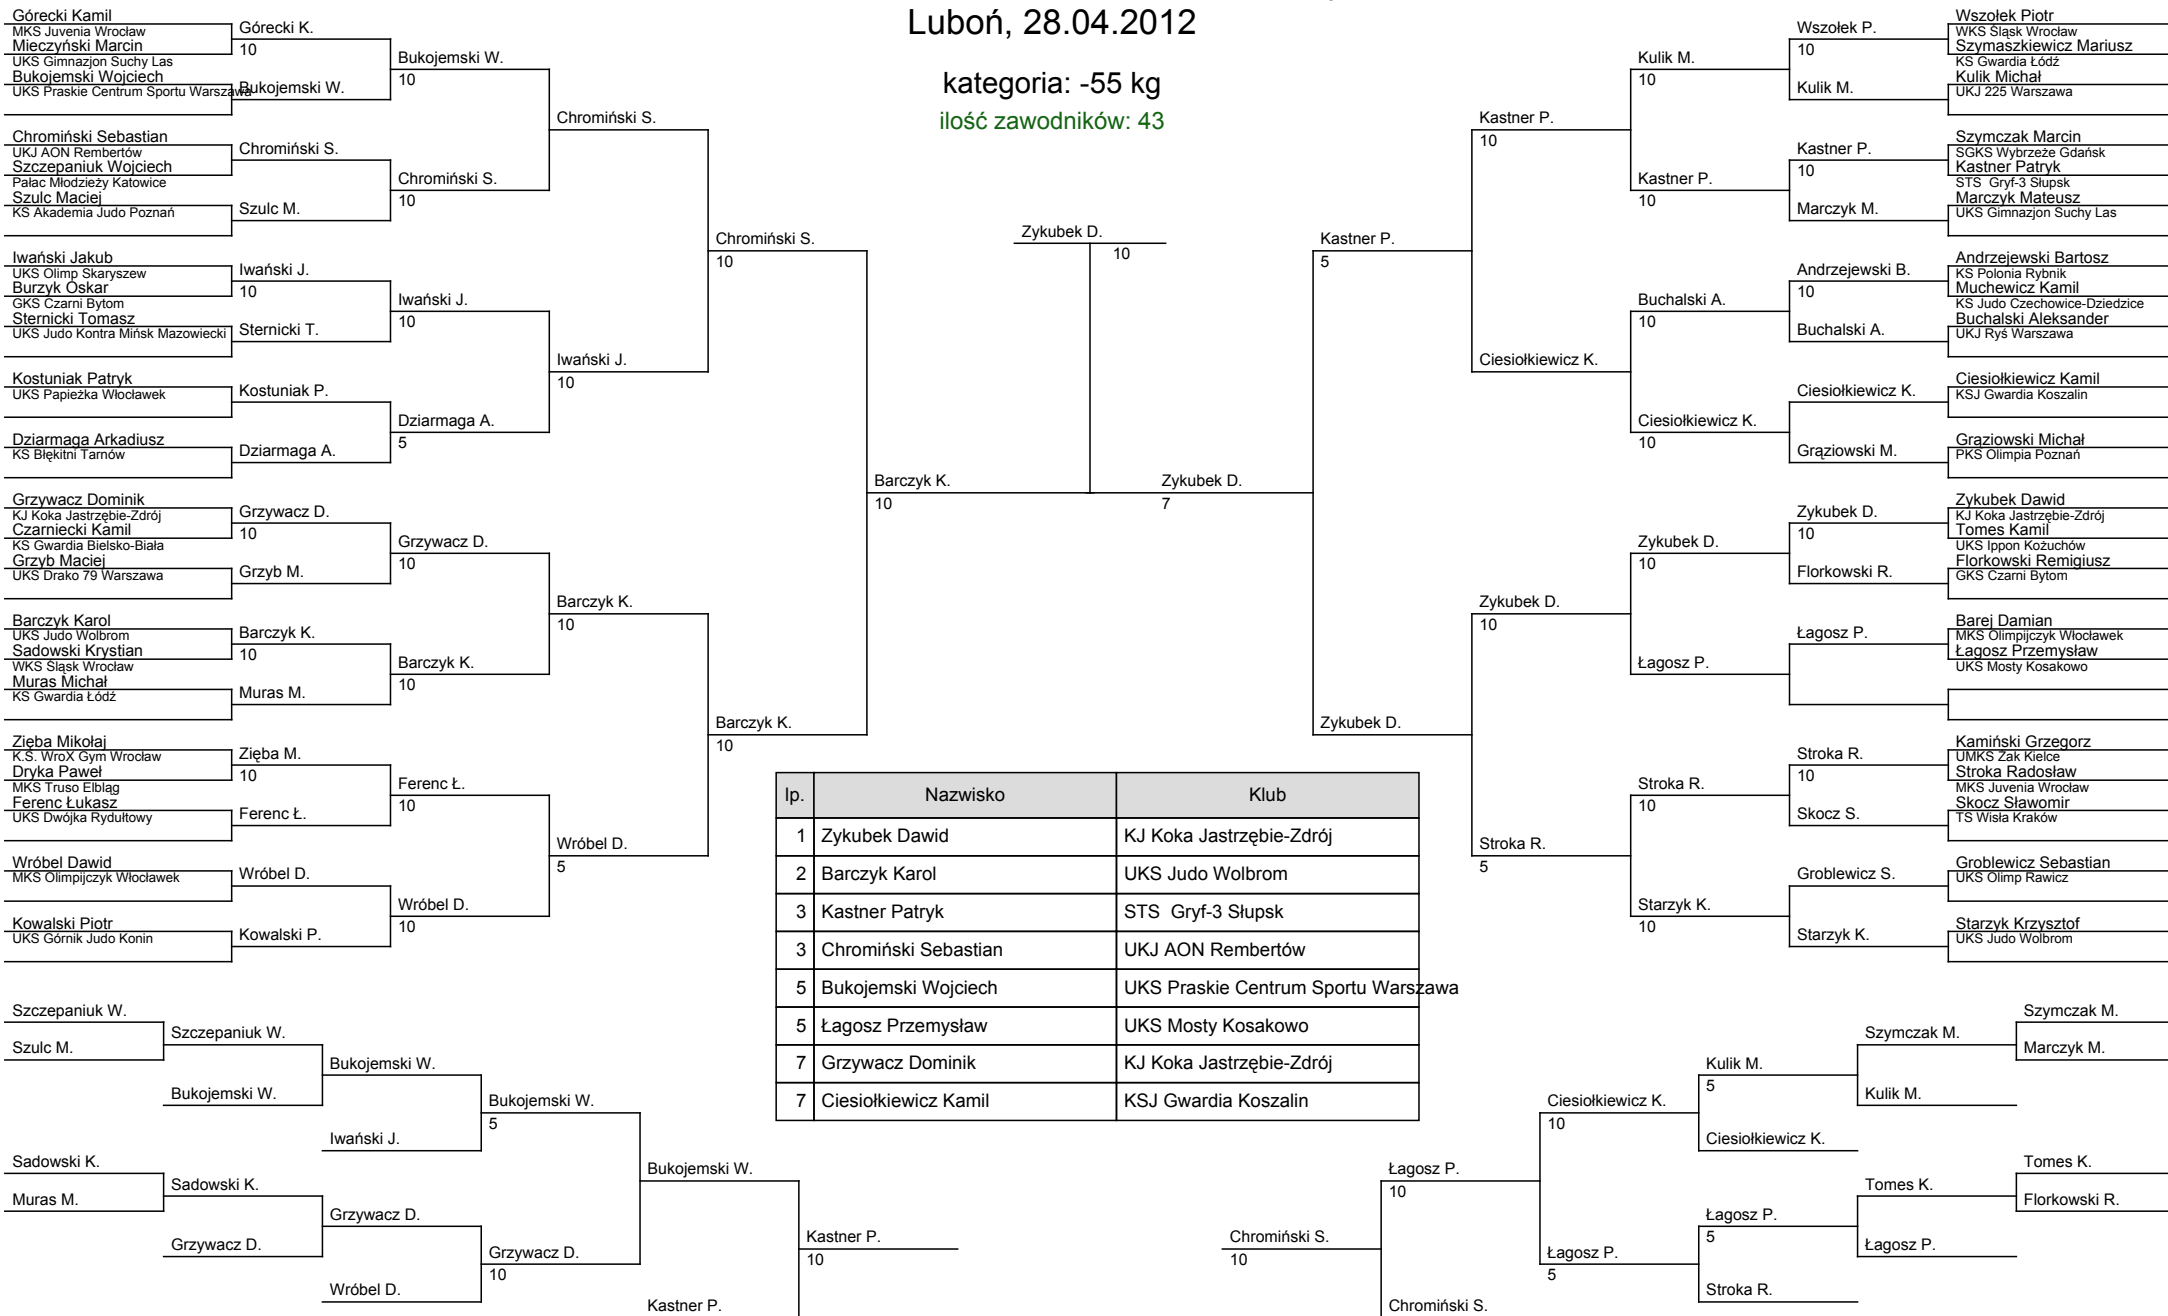 Luboń, 28.04.2012
kategoria: -55 kg
ilość zawodników: 43
Górecki Kamil
MKS Juvenia Wrocław
Mieczyński Marcin
UKS Gimnazjon Suchy Las
Bukojemski Wojciech
UKS Praskie Centrum Sportu Warszawa
Chromiński Sebastian
UKJ AON Rembertów
Szczepaniuk Wojciech
Pałac Młodzieży Katowice
Szulc Maciej
KS Akademia Judo Poznań
Iwański Jakub
UKS Olimp Skaryszew
Burzyk Oskar
GKS Czarni Bytom
Sternicki Tomasz
UKS Judo Kontra Mińsk Mazowiecki
Kostuniak Patryk
UKS Papieżka Włocławek
Dziarmaga Arkadiusz
KS Błękitni Tarnów
Grzywacz Dominik
KJ Koka Jastrzębie-Zdrój
Czarniecki Kamil
KS Gwardia Bielsko-Biała
Grzyb Maciej
UKS Drako 79 Warszawa
Barczyk Karol
UKS Judo Wolbrom
Sadowski Krystian
WKS Śląsk Wrocław
Muras Michał
KS Gwardia Łódź
Zięba Mikołaj
K.S. WroX Gym Wrocław
Dryka Paweł
MKS Truso Elbląg
Ferenc Łukasz
UKS Dwójka Rydułtowy
Wróbel Dawid
MKS Olimpijczyk Włocławek
Kowalski Piotr
UKS Górnik Judo Konin
Górecki K.
10
Bukojemski W.
Chromiński S.
Szulc M.
Iwański J.
10
Sternicki T.
Kostuniak P.
Dziarmaga A.
Grzywacz D.
10
Grzyb M.
Barczyk K.
10
Muras M.
Zięba M.
10
Ferenc Ł.
Wróbel D.
Kowalski P.
Bukojemski W.
10
Chromiński S.
10
Iwański J.
10
Dziarmaga A.
5
Grzywacz D.
10
Barczyk K.
10
Ferenc Ł.
10
Wróbel D.
10
Chromiński S.
Iwański J.
10
Barczyk K.
10
Wróbel D.
5
Chromiński S.
10
Barczyk K.
10
Barczyk K.
10
Zykubek D.
10
Zykubek D.
7
Kastner P.
5
Zykubek D.
Kastner P.
10
Ciesiołkiewicz K.
Zykubek D.
10
Stroka R.
5
Kulik M.
10
Kastner P.
10
Buchalski A.
10
Ciesiołkiewicz K.
10
Zykubek D.
10
Łagosz P.
Stroka R.
10
Starzyk K.
10
Wszołek P.
10
Kulik M.
Kastner P.
10
Marczyk M.
Andrzejewski B.
10
Buchalski A.
Ciesiołkiewicz K.
Grąziowski M.
Zykubek D.
10
Florkowski R.
Łagosz P.
Stroka R.
10
Skocz S.
Groblewicz S.
Starzyk K.
Wszołek Piotr
WKS Śląsk Wrocław
Szymaszkiewicz Mariusz
KS Gwardia Łódź
Kulik Michał
UKJ 225 Warszawa
Szymczak Marcin
SGKS Wybrzeże Gdańsk
Kastner Patryk
STS  Gryf-3 Słupsk
Marczyk Mateusz
UKS Gimnazjon Suchy Las
Andrzejewski Bartosz
KS Polonia Rybnik
Muchewicz Kamil
KS Judo Czechowice-Dziedzice
Buchalski Aleksander
UKJ Ryś Warszawa
Ciesiołkiewicz Kamil
KSJ Gwardia Koszalin
Grąziowski Michał
PKS Olimpia Poznań
Zykubek Dawid
KJ Koka Jastrzębie-Zdrój
Tomes Kamil
UKS Ippon Kożuchów
Florkowski Remigiusz
GKS Czarni Bytom
Barej Damian
MKS Olimpijczyk Włocławek
Łagosz Przemysław
UKS Mosty Kosakowo
Kamiński Grzegorz
UMKS Żak Kielce
Stroka Radosław
MKS Juvenia Wrocław
Skocz Sławomir
TS Wisła Kraków
Groblewicz Sebastian
UKS Olimp Rawicz
Starzyk Krzysztof
UKS Judo Wolbrom
lp. Nazwisko Klub
1 Zykubek Dawid KJ Koka Jastrzębie-Zdrój
2 Barczyk Karol UKS Judo Wolbrom
3 Kastner Patryk STS  Gryf-3 Słupsk
3 Chromiński Sebastian UKJ AON Rembertów
5 Bukojemski Wojciech UKS Praskie Centrum Sportu Warszawa
5 Łagosz Przemysław UKS Mosty Kosakowo
7 Grzywacz Dominik KJ Koka Jastrzębie-Zdrój
7 Ciesiołkiewicz Kamil KSJ Gwardia Koszalin
Szczepaniuk W.
Szulc M.
Sadowski K.
Muras M.
Szczepaniuk W.
Bukojemski W.
Sadowski K.
Grzywacz D.
Bukojemski W.
Iwański J.
Grzywacz D.
Wróbel D.
Bukojemski W.
5
Grzywacz D.
10
Bukojemski W.
Kastner P.
Kastner P.
10
Chromiński S.
10
Łagosz P.
10
Chromiński S.
Ciesiołkiewicz K.
10
Łagosz P.
5
Kulik M.
5
Ciesiołkiewicz K.
Łagosz P.
5
Stroka R.
Szymczak M.
Kulik M.
Tomes K.
Łagosz P.
Szymczak M.
Marczyk M.
Tomes K.
Florkowski R.